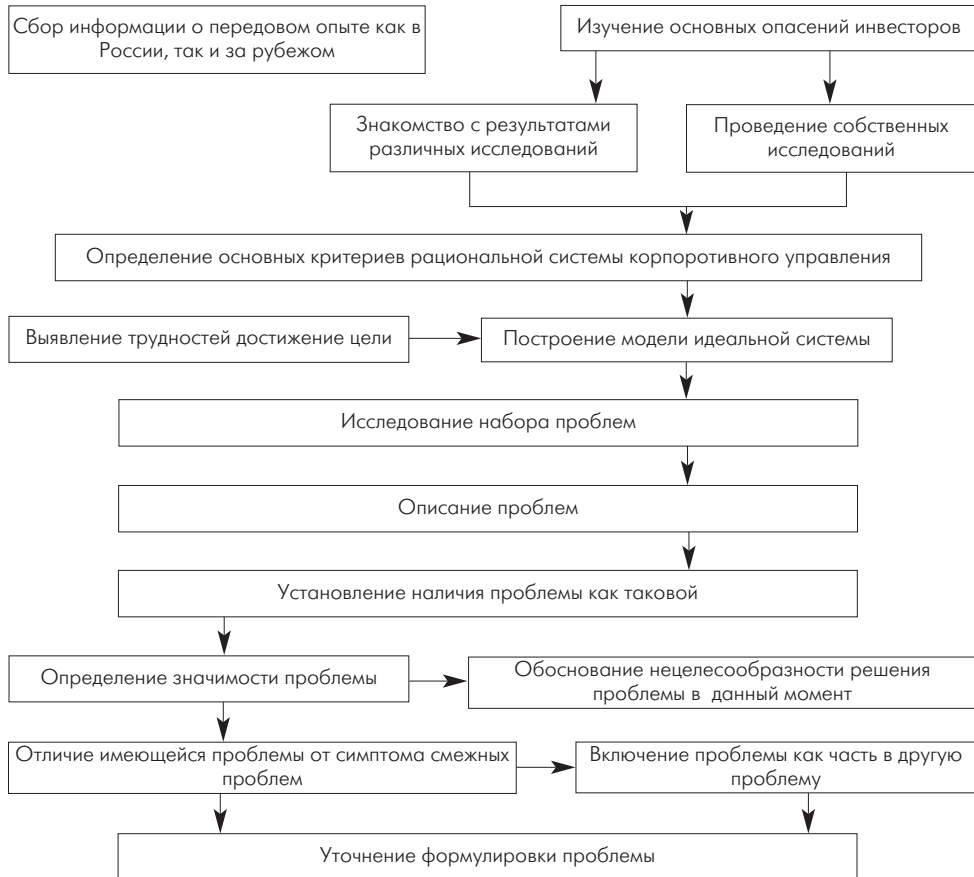 Сбор информации о передовом опыте как в
России, так и за рубежом
Изучение основных опасений инвесторов
Знакомство с результатами
различных исследований
Проведение собственных
исследований
Определение основных критериев рациональной системы корпоротивного управления
Выявление трудностей достижение цели
Построение модели идеальной системы
Исследование набора проблем
Описание проблем
Установление наличия проблемы как таковой
Определение значимости проблемы
Обоснование нецелесообразности решения
проблемы в данный момент
Отличие имеющейся проблемы от симптома смежных
проблем
Включение проблемы как часть в другую
проблему
Уточнение формулировки проблемы